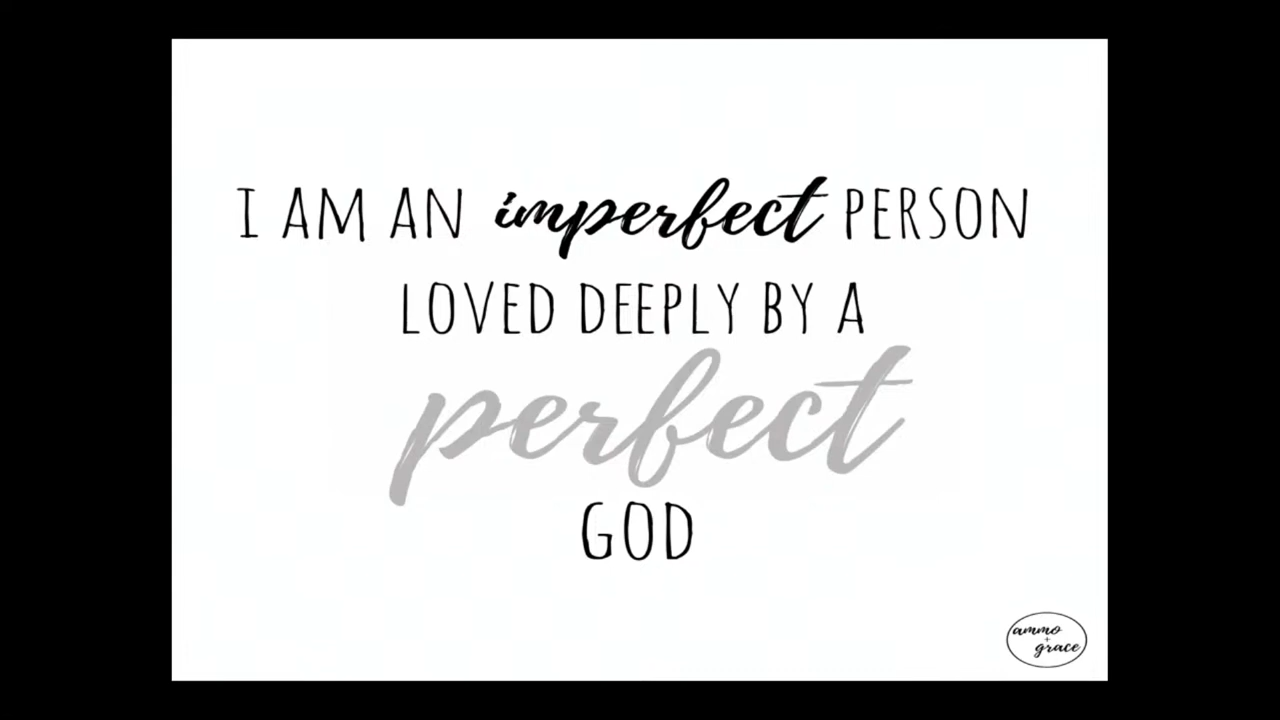 I AM AN imperfect PERSON
LOVED DEEPLY BY A
perfect
GOD
ammo
+
grace